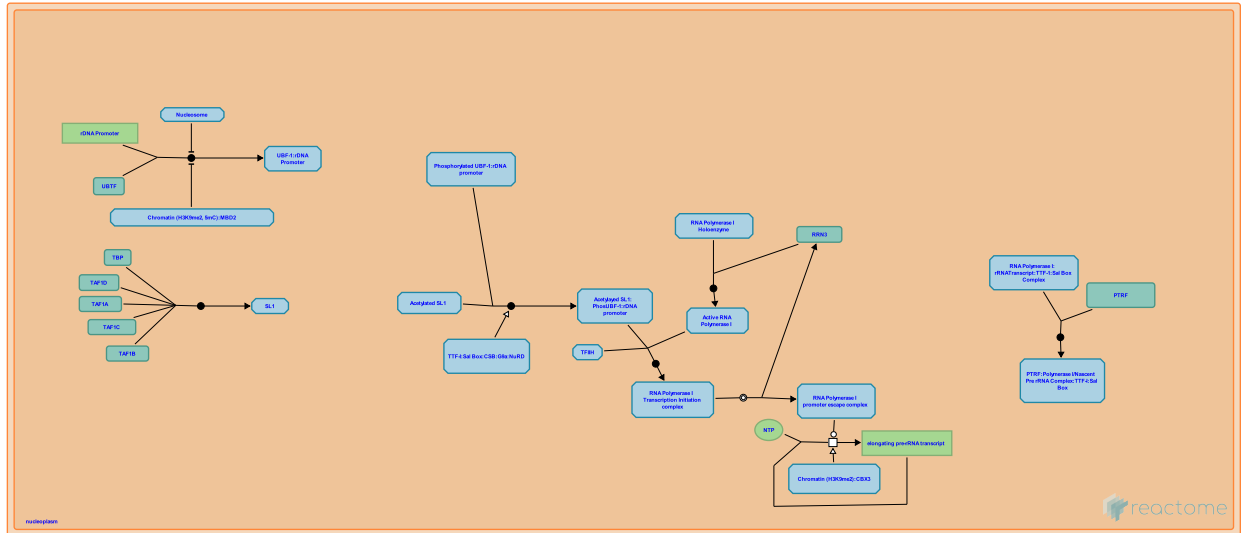 Nucleosome
rDNA Promoter
UBF-1:rDNA
Promoter
UBTF
Chromatin (H3K9me2, 5mC):MBD2
TBP
TAF1D
TAF1A
TAF1C
TAF1B
SL1
Phosphorylated UBF-1:rDNA
promoter
Acetylated SL1
TTF-I:Sal Box:CSB:G9a:NuRD
Acetylayed SL1:
PhosUBF-1:rDNA
promoter
RNA Polymerase I
Holoenzyme
RRN3
Active RNA
Polymerase I
TFIIH
RNA Polymerase I
Transcription Initiation
complex
RNA Polymerase I
promoter escape complex
NTP
elongating pre-rRNA transcript
Chromatin (H3K9me2):CBX3
RNA Polymerase I:
rRNATranscript:TTF-1:Sal Box
Complex
PTRF
PTRF:Polymerase I/Nascent
Pre rRNA Complex:TTF-I:Sal
Box
nucleoplasm
reactome